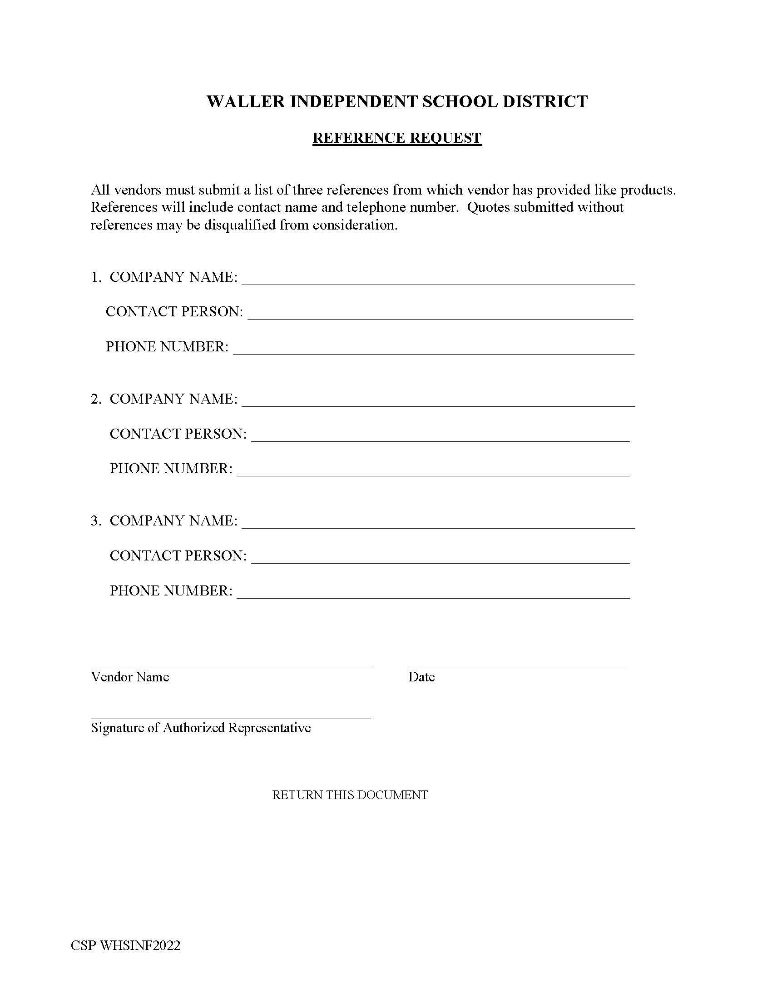 WALLER INDEPENDENT SCHOOL DISTRICT
REFERENCE REQUEST
All vendors must submit a list of three references from which vendor has provided like products.
References will include contact name and telephone number.  Quotes submitted without
references may be disqualified from consideration.
1.  COMPANY NAME:
CONTACT PERSON:
PHONE NUMBER:
2.  COMPANY NAME:
CONTACT PERSON:
PHONE NUMBER:
3.  COMPANY NAME:
CONTACT PERSON:
PHONE NUMBER:
Vendor Name Date
Signature of Authorized Representative
RETURN THIS DOCUMENT
CSP WHSINF2022